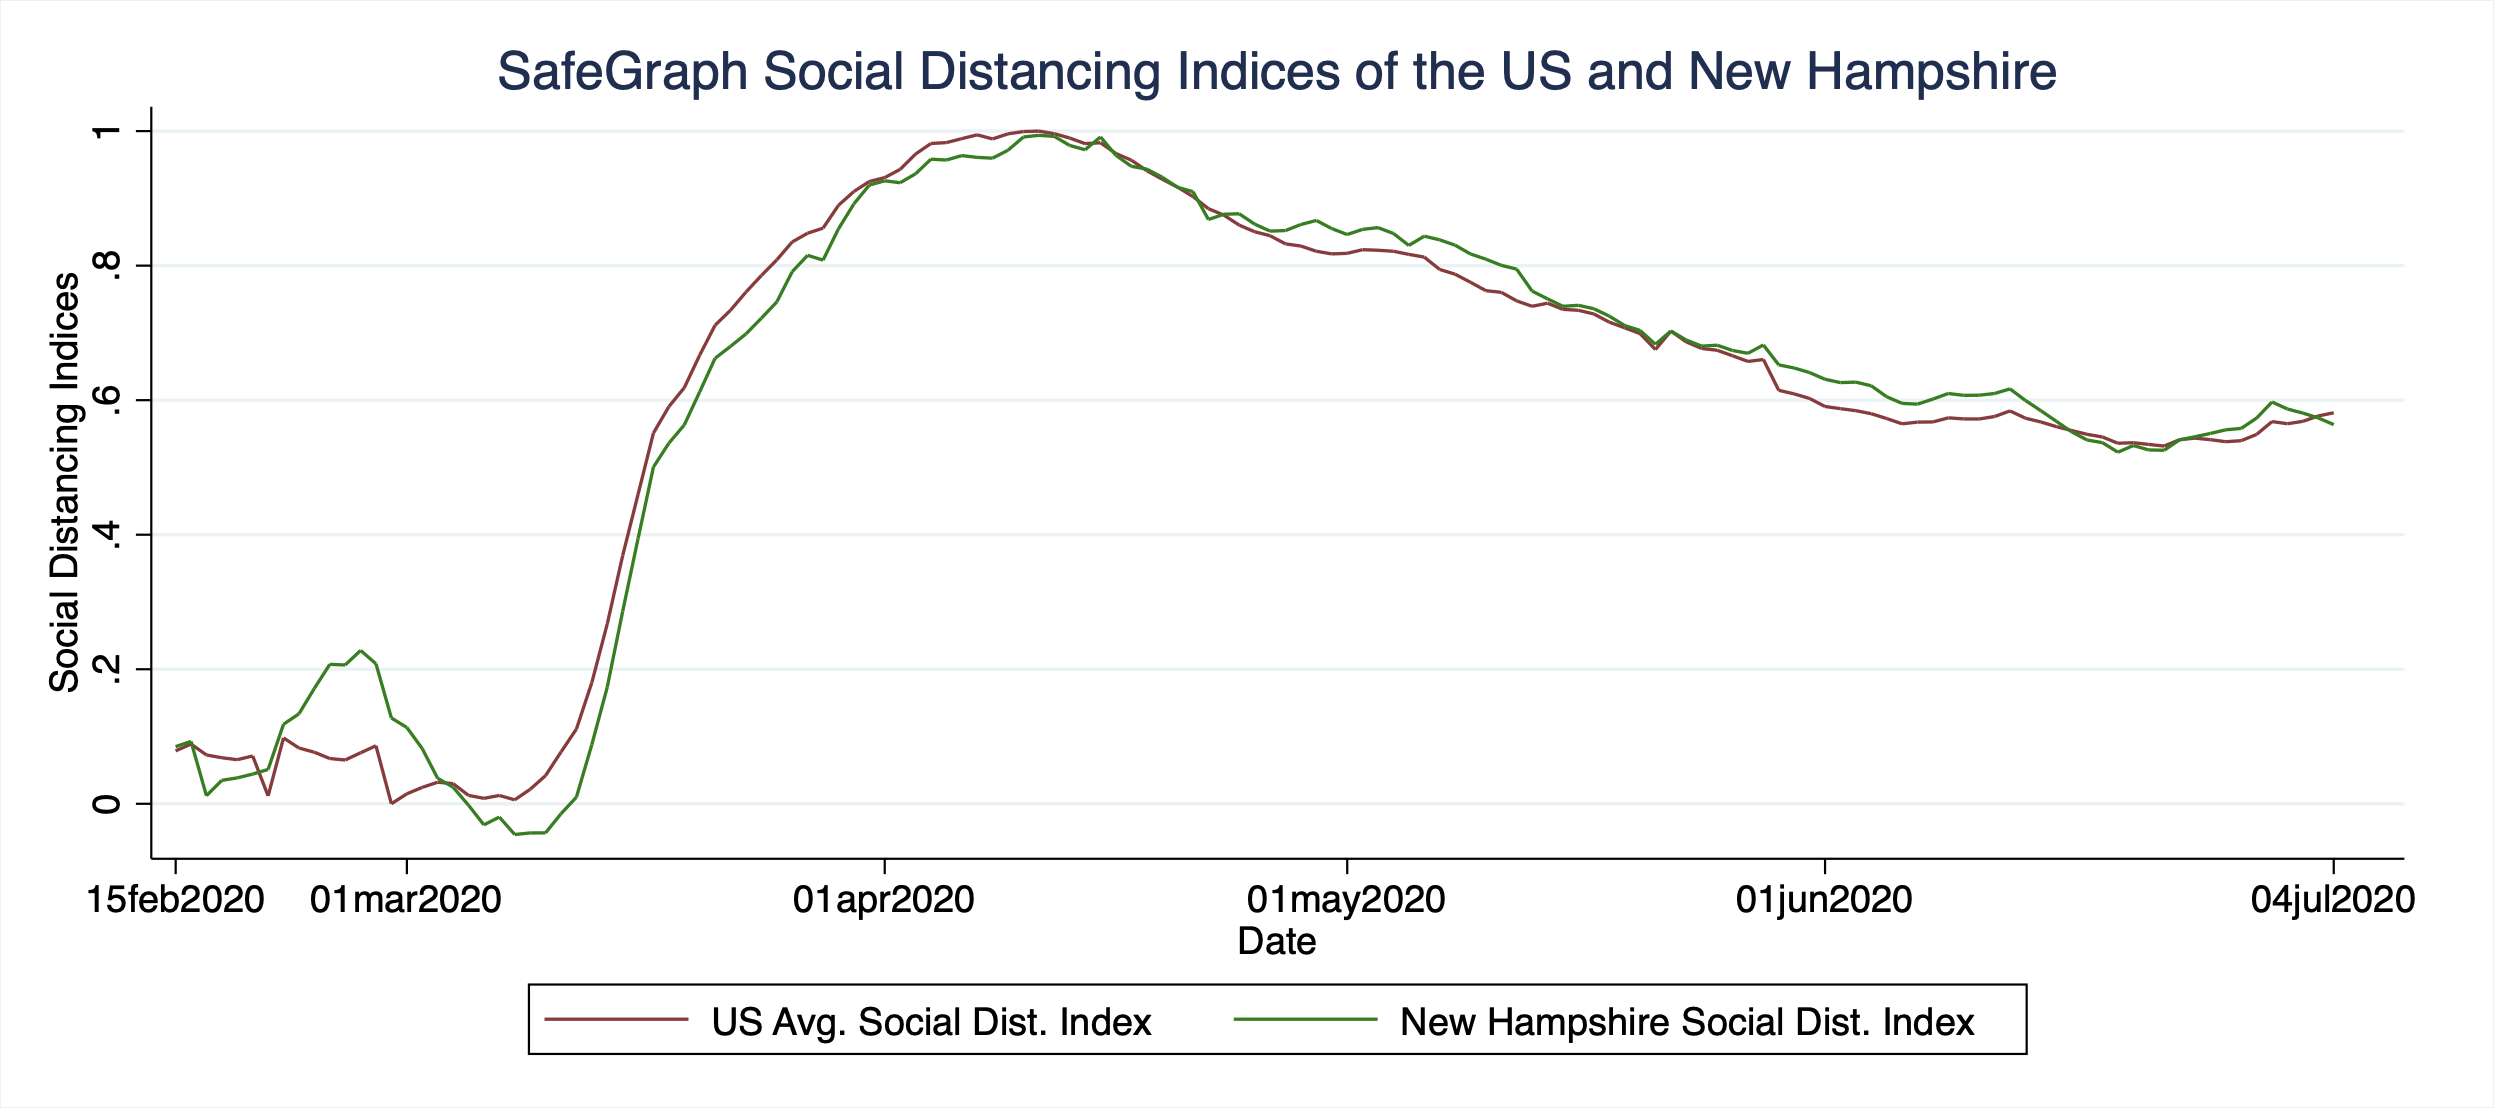 SafeGraph Social Distancing Indices of the US and New Hampshire
Social Distancing Indices
1
.8
.6
.4
.2
0
15feb2020 01mar2020 01apr2020 01may2020 01jun2020 04jul2020
Date
US Avg. Social Dist. Index New Hampshire Social Dist. Index